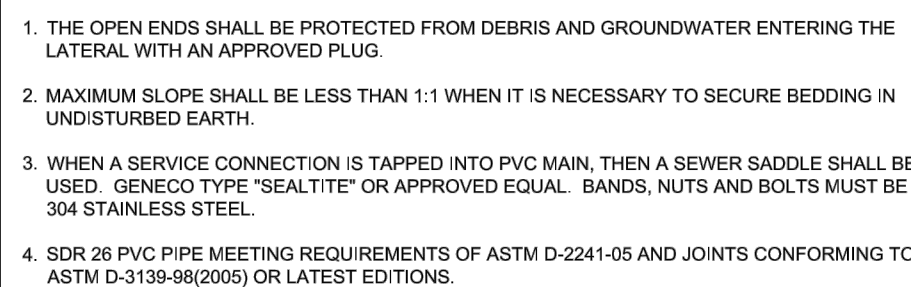 1. THE OPEN ENDS SHALL BE PROTECTED FROM DEBRIS AND GROUNDWATER ENTERING THE
LATERAL WITH AN APPROVED PLUG.
2. MAXIMUM SLOPE SHALL BE LESS THAN 1:1 WHEN IT IS NECESSARY TO SECURE BEDDING IN
UNDISTURBED EARTH.
3. WHEN A SERVICE CONNECTION IS TAPPED INTO PVC MAIN, THEN A SEWER SADDLE SHALL BE
USED. GENECO TYPE "SEALTITE" OR APPROVED EQUAL. BANDS, NUTS AND BOLTS MUST BE
304 STAINLESS STEEL.
4. SDR 26 PVC PIPE MEETING REQUIREMENTS OF ASTM D-2241-05 AND JOINTS CONFORMING TO
ASTM D-3139-98(2005) OR LATEST EDITIONS.